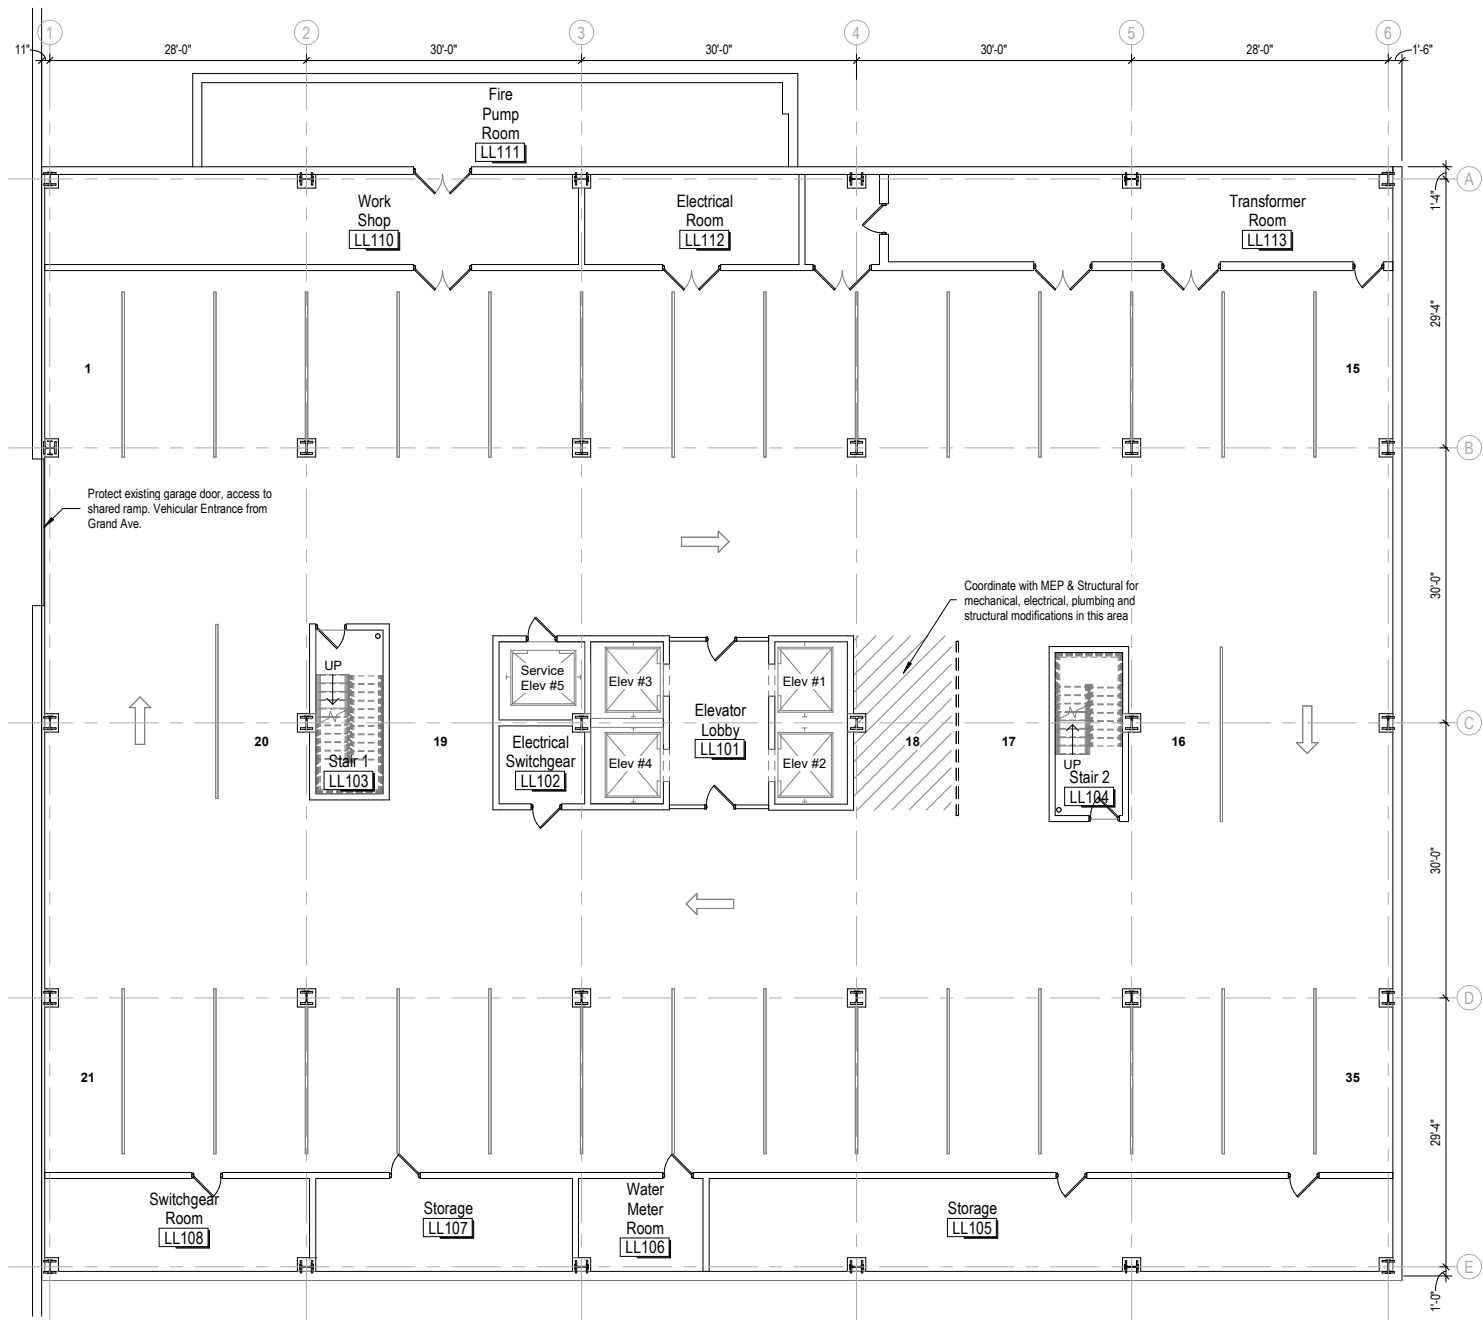 1
2
3
4
5
6
11"
28'-0"
30'-0"
30'-0"
30'-0"
28'-0"
1'-6"
Fire
Pump
Room
LL111
A
1'-4"
Work
Shop
LL110
Electrical
Room
LL112
Transformer
Room
LL113
29'-4"
1
15
B
Protect existing garage door, access to
shared ramp. Vehicular Entrance from
Grand Ave.
Coordinate with MEP & Structural for
mechanical, electrical, plumbing and
structural modifications in this area
30'-0"
UP
Stair 1
LL103
Service
Elev #5
Elev #3
Elev #1
Electrical
Switchgear
LL102
Elev #4
Elevator
Lobby
LL101
Elev #2
20
19
18
17
16
C
UP
Stair 2
LL104
30'-0"
D
21
35
29'-4"
Switchgear
Room
LL108
Storage
LL107
Water
Meter
Room
LL106
Storage
LL105
E
1'-0"